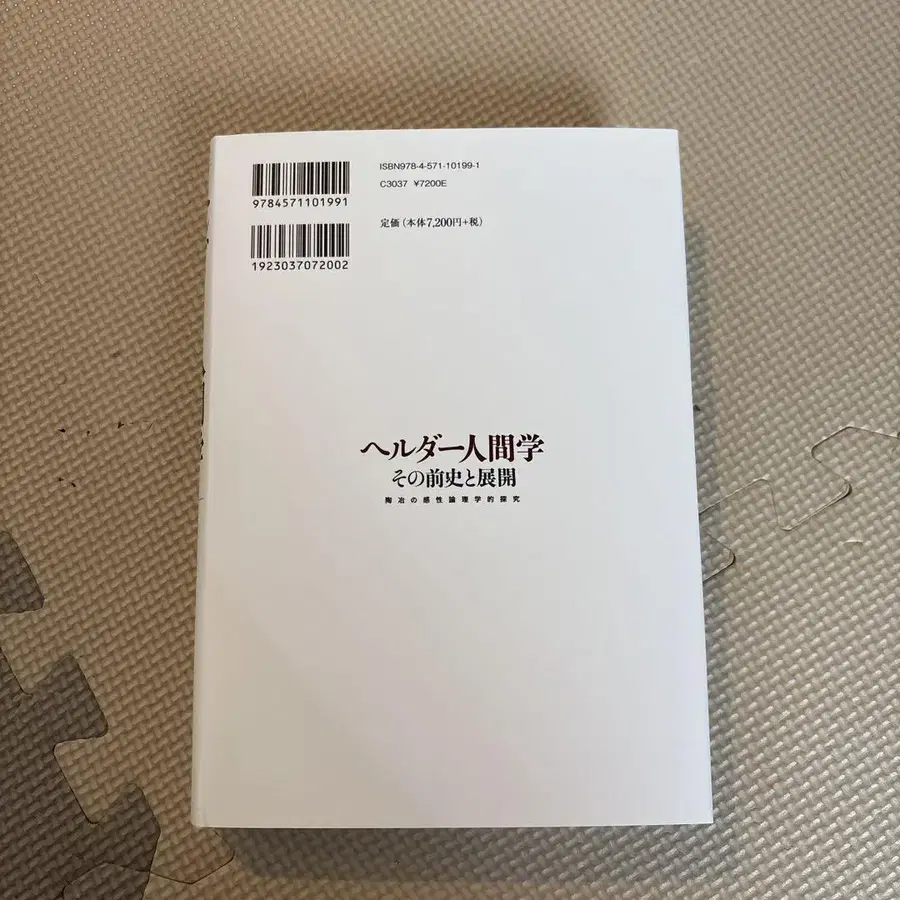 ISBN978-4-571-10199-1
C3037 ¥7200E
9784571101991
定価(本体7,200円+税)
1923037072002
ヘルダー人間学
その前史と展開
陶冶の感性論理学的探究